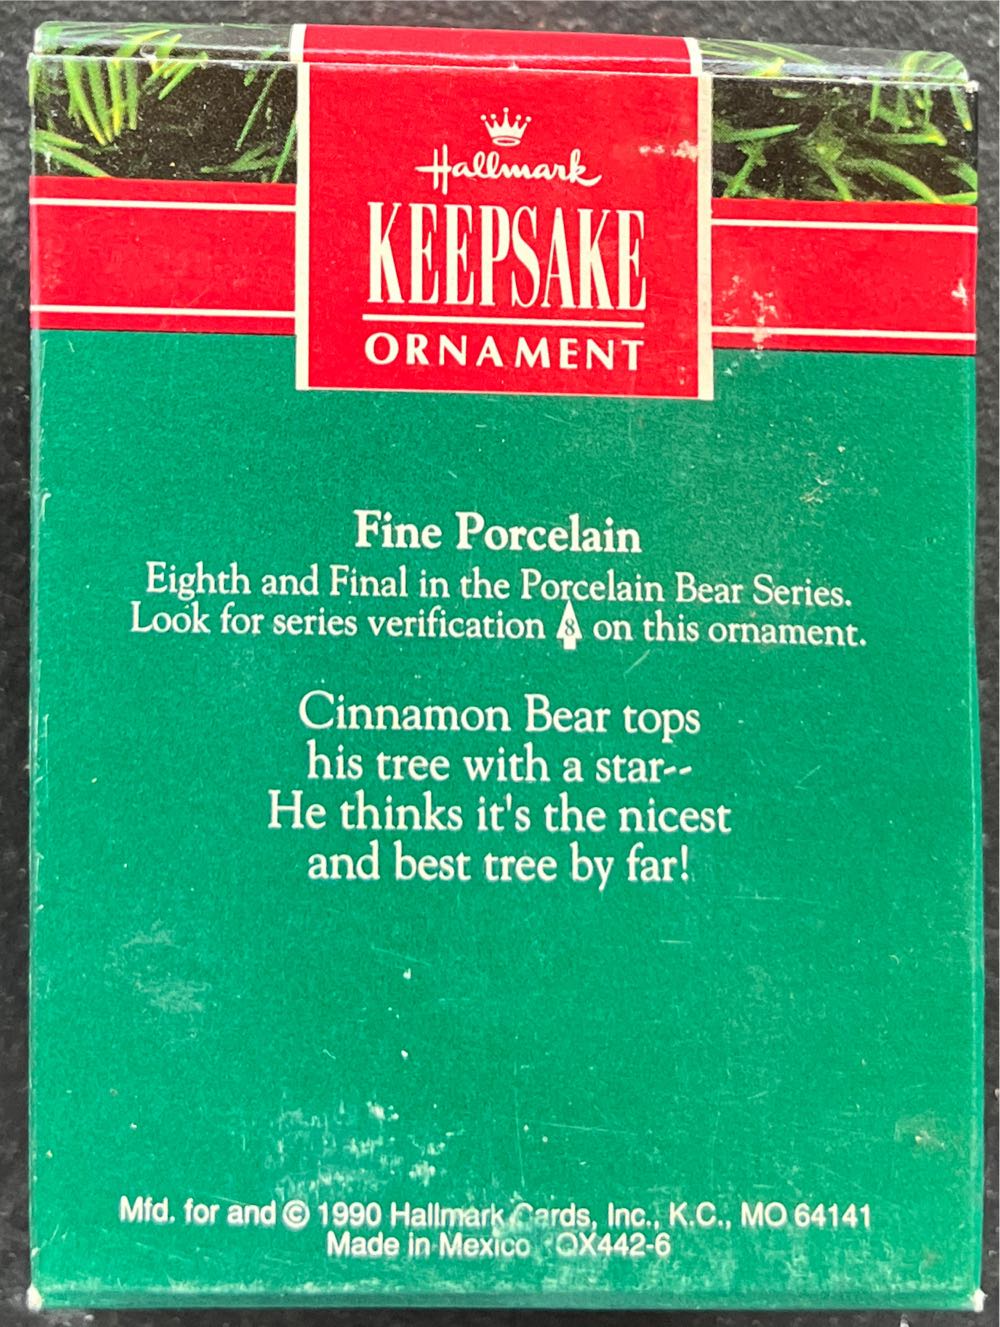 Hallmark
KEEPSAKE
ORNAMENT
Fine Porcelain
Eighth and Final in the Porcelain Bear Series.
Look for series verification 8 on this ornament.
Cinnamon Bear tops
his tree with a star--
He thinks it's the nicest
and best tree by far!
Mfd. for and © 1990 Hallmark Cards, Inc., K.C., MO 64141
Made in Mexico QX442-6